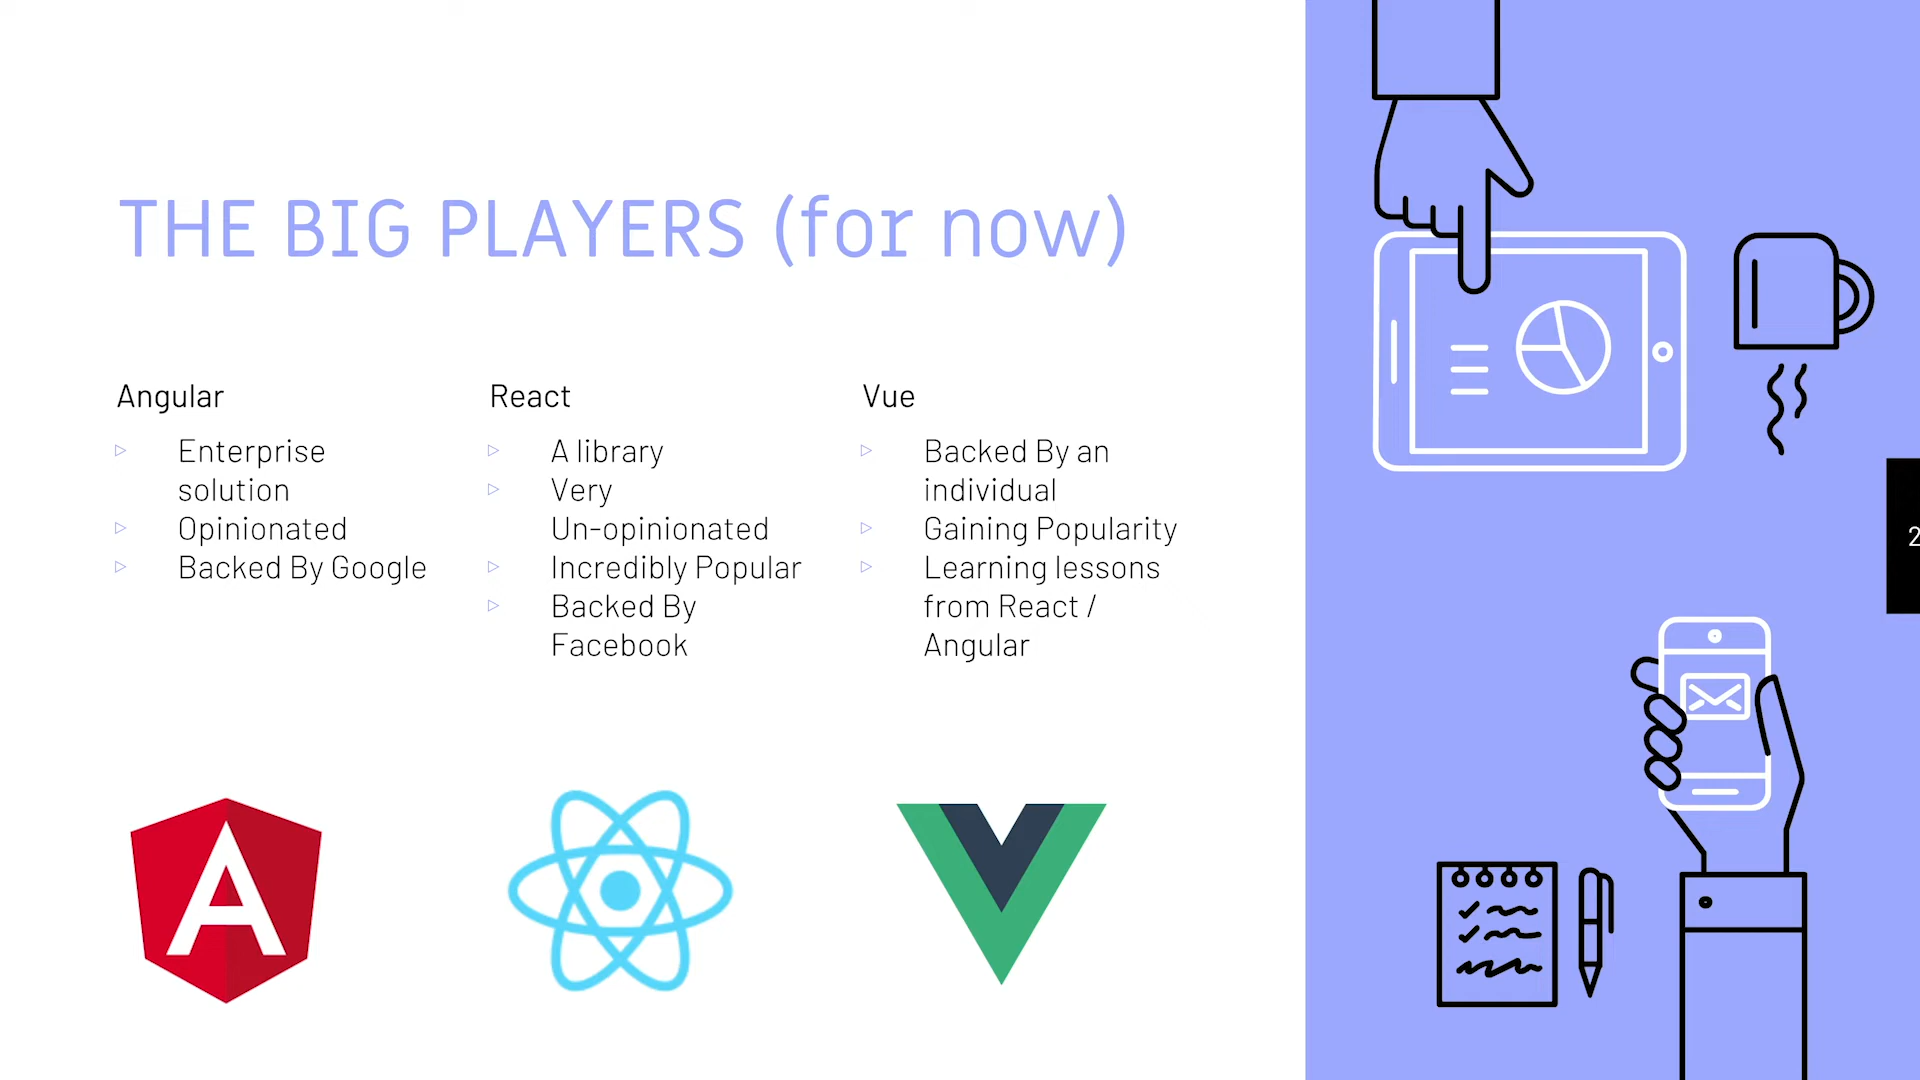 THE BIG PLAYERS (for now)
Angular
Enterprise
solution
Opinionated
Backed By Google
React
A library
Very
Un-opinionated
Incredibly Popular
Backed By
Facebook
Vue
Backed By an
individual
Gaining Popularity
Learning lessons
from React /
Angular
2